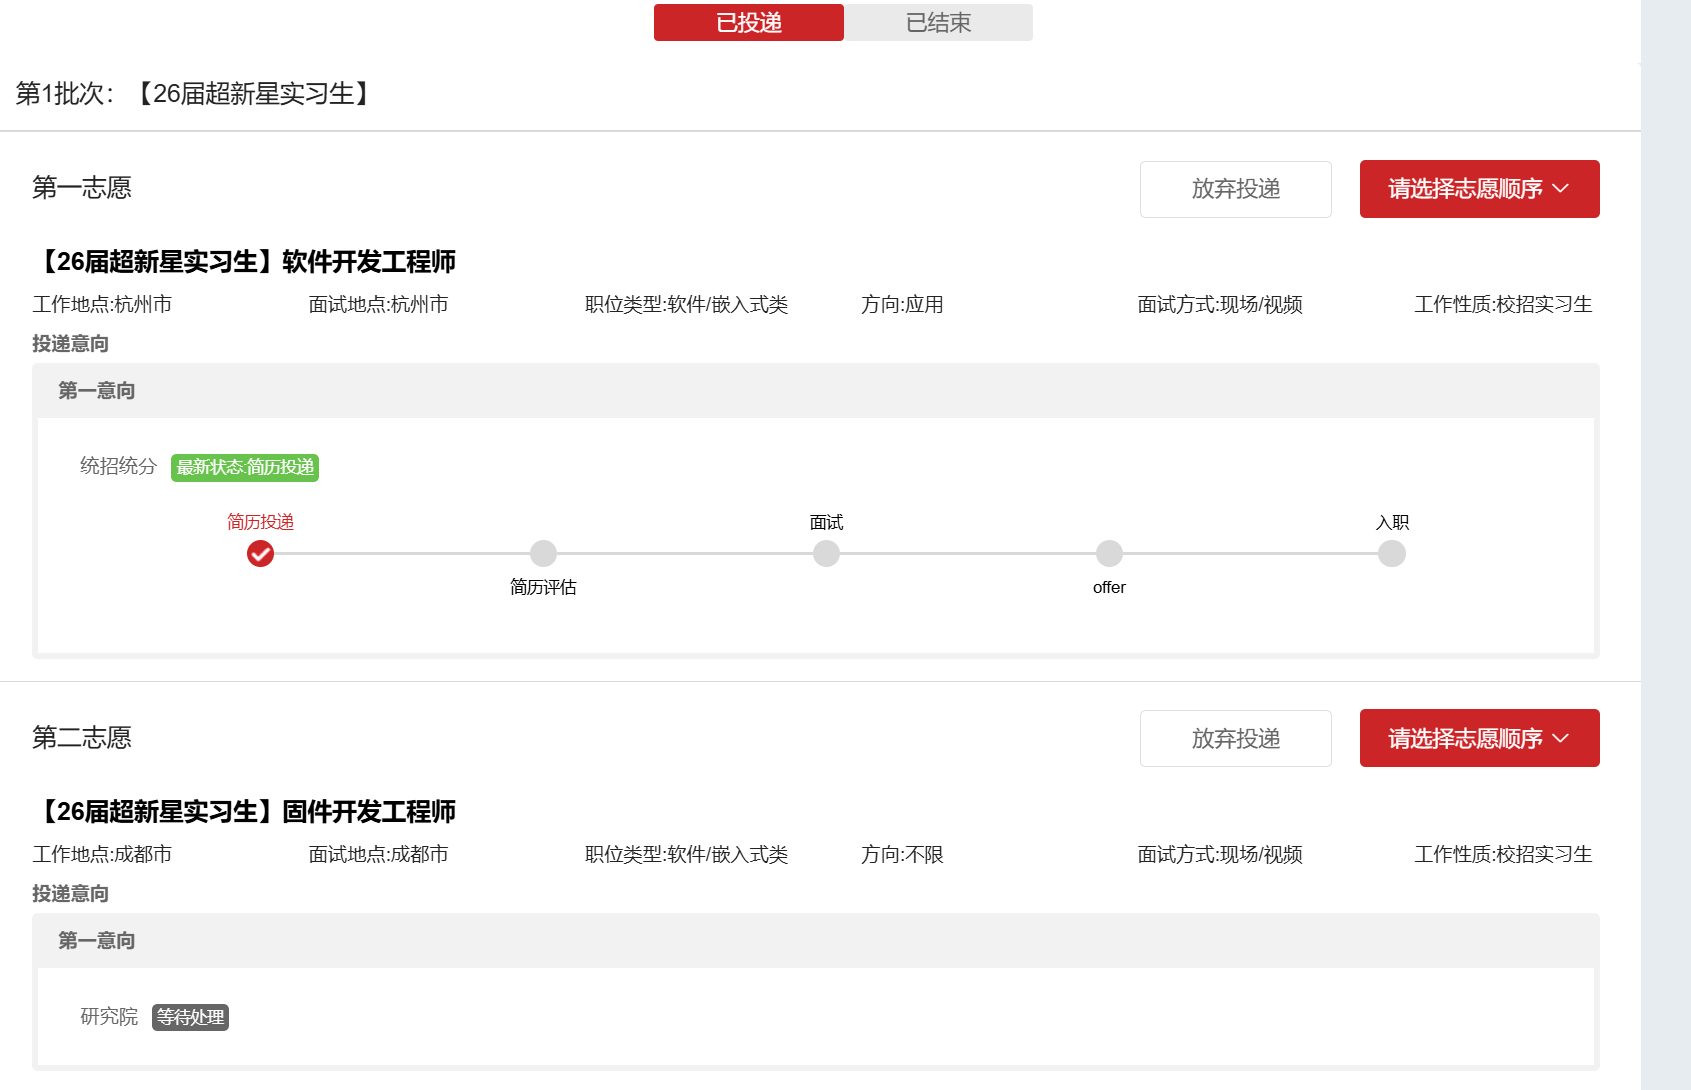 已投递 已结束
第1批次：【26届超新星实习生】
第一志愿 放弃投递 请选择志愿顺序
【26届超新星实习生】软件开发工程师
工作地点:杭州市 面试地点:杭州市 职位类型:软件/嵌入式类 方向:应用 面试方式:现场/视频 工作性质:校招实习生
投递意向
第一意向
统招统分 最新状态:简历投递
简历投递 面试 入职
简历评估 offer
第二志愿 放弃投递 请选择志愿顺序
【26届超新星实习生】固件开发工程师
工作地点:成都市 面试地点:成都市 职位类型:软件/嵌入式类 方向:不限 面试方式:现场/视频 工作性质:校招实习生
投递意向
第一意向
研究院 等待处理